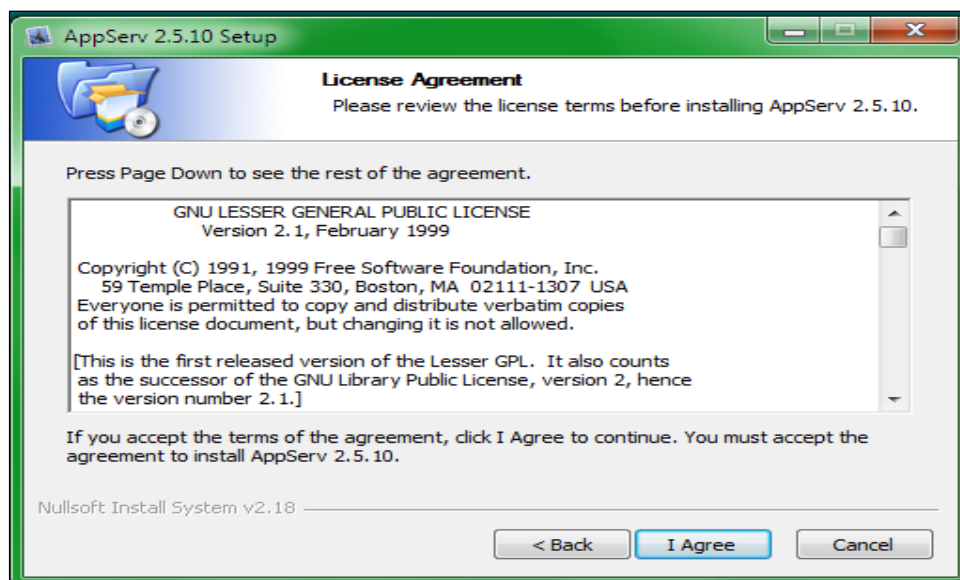 AppServ 2.5.10 Setup
License Agreement
Please review the license terms before installing AppServ 2.5.10.
Press Page Down to see the rest of the agreement.
GNU LESSER GENERAL PUBLIC LICENSE
Version 2.1, February 1999
Copyright (C) 1991, 1999 Free Software Foundation, Inc.
59 Temple Place, Suite 330, Boston, MA  02111-1307  USA
Everyone is permitted to copy and distribute verbatim copies
of this license document, but changing it is not allowed.
[This is the first released version of the Lesser GPL.  It also counts
as the successor of the GNU Library Public License, version 2, hence
the version number 2.1.]
If you accept the terms of the agreement, click I Agree to continue. You must accept the
agreement to install AppServ 2.5.10.
Nullsoft Install System v2.18
< Back
I Agree
Cancel